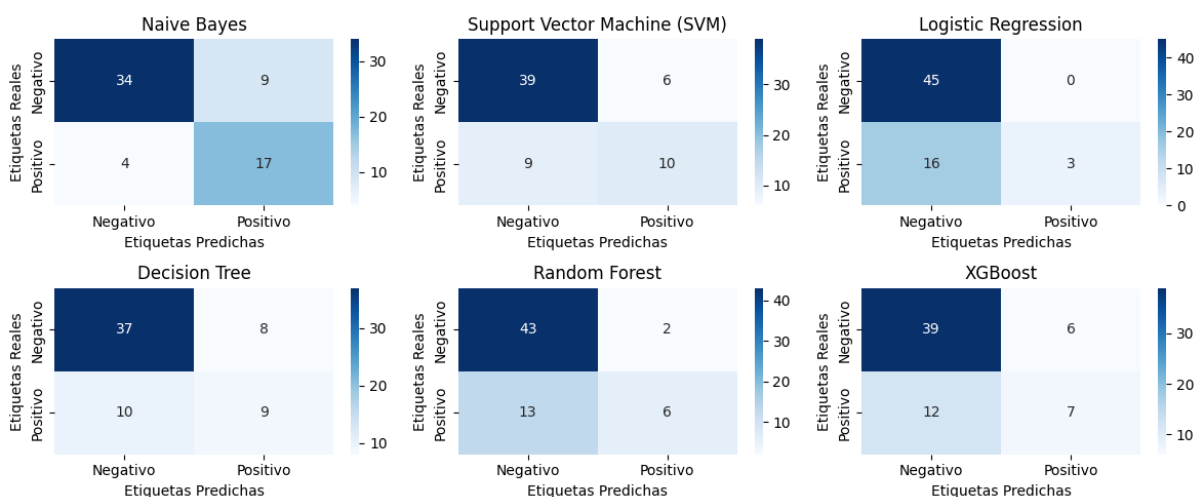 Naive Bayes
Etiquetas Reales
Negativo
Positivo
34
9
4
17
30
20
10
Negativo
Positivo
Etiquetas Predichas
Support Vector Machine (SVM)
Etiquetas Reales
Negativo
Positivo
39
6
9
10
30
20
10
Negativo
Positivo
Etiquetas Predichas
Logistic Regression
Etiquetas Reales
Negativo
Positivo
45
0
16
3
40
30
20
10
0
Negativo
Positivo
Etiquetas Predichas
Decision Tree
Etiquetas Reales
Negativo
Positivo
37
8
10
9
30
20
10
Negativo
Positivo
Etiquetas Predichas
Random Forest
Etiquetas Reales
Negativo
Positivo
43
2
13
6
40
30
20
10
Negativo
Positivo
Etiquetas Predichas
XGBoost
Etiquetas Reales
Negativo
Positivo
39
6
12
7
30
20
10
Negativo
Positivo
Etiquetas Predichas